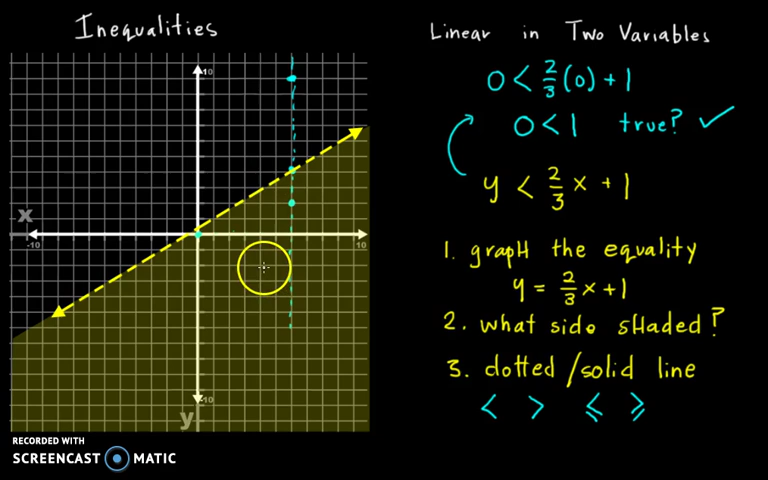 Inequalities
Linear in Two Variables
10
x
-10
10
-10
y
0 < 2/3 (0) + 1
0 < 1 true? ✓
y < 2/3 x + 1
1. grapH the equality
y = 2/3 x + 1
2. what side sHaded?
3. dotted /solid line
< > ≤ ≥
RECORDED WITH
SCREENCAST MATIC